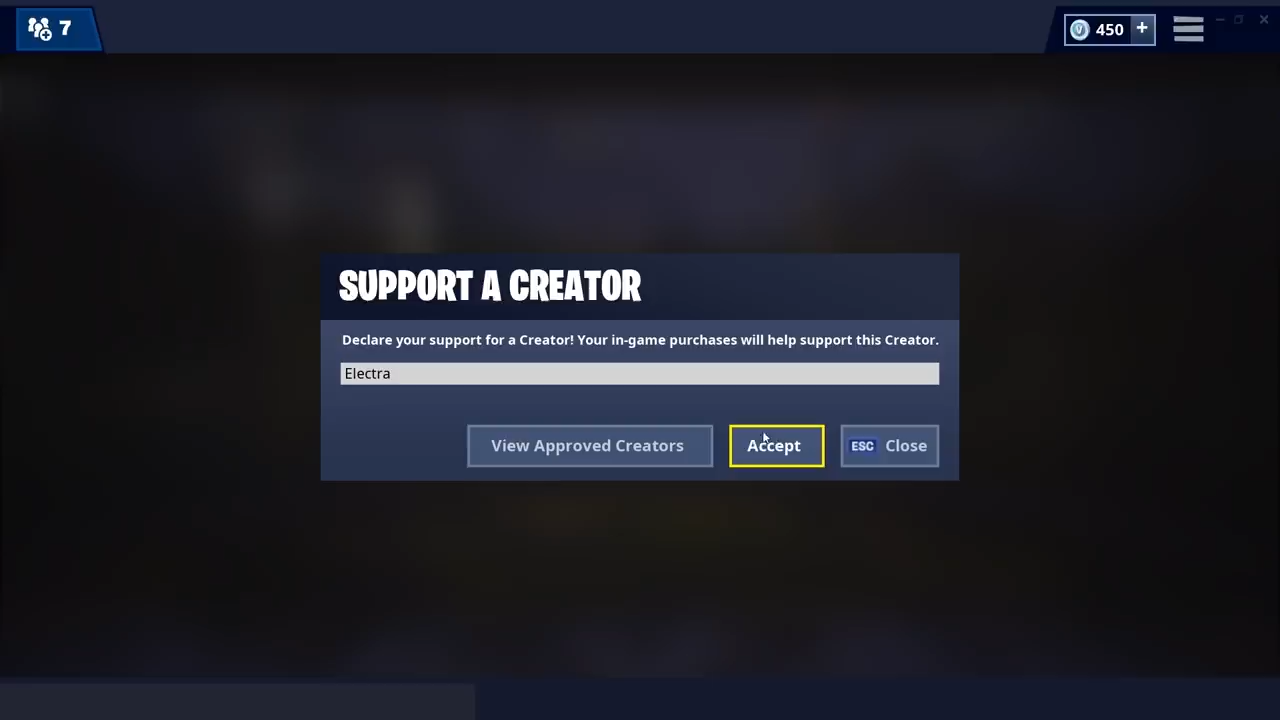 7
450 +
SUPPORT A CREATOR
Declare your support for a Creator! Your in-game purchases will help support this Creator.
Electra
View Approved Creators
Accept
ESC Close